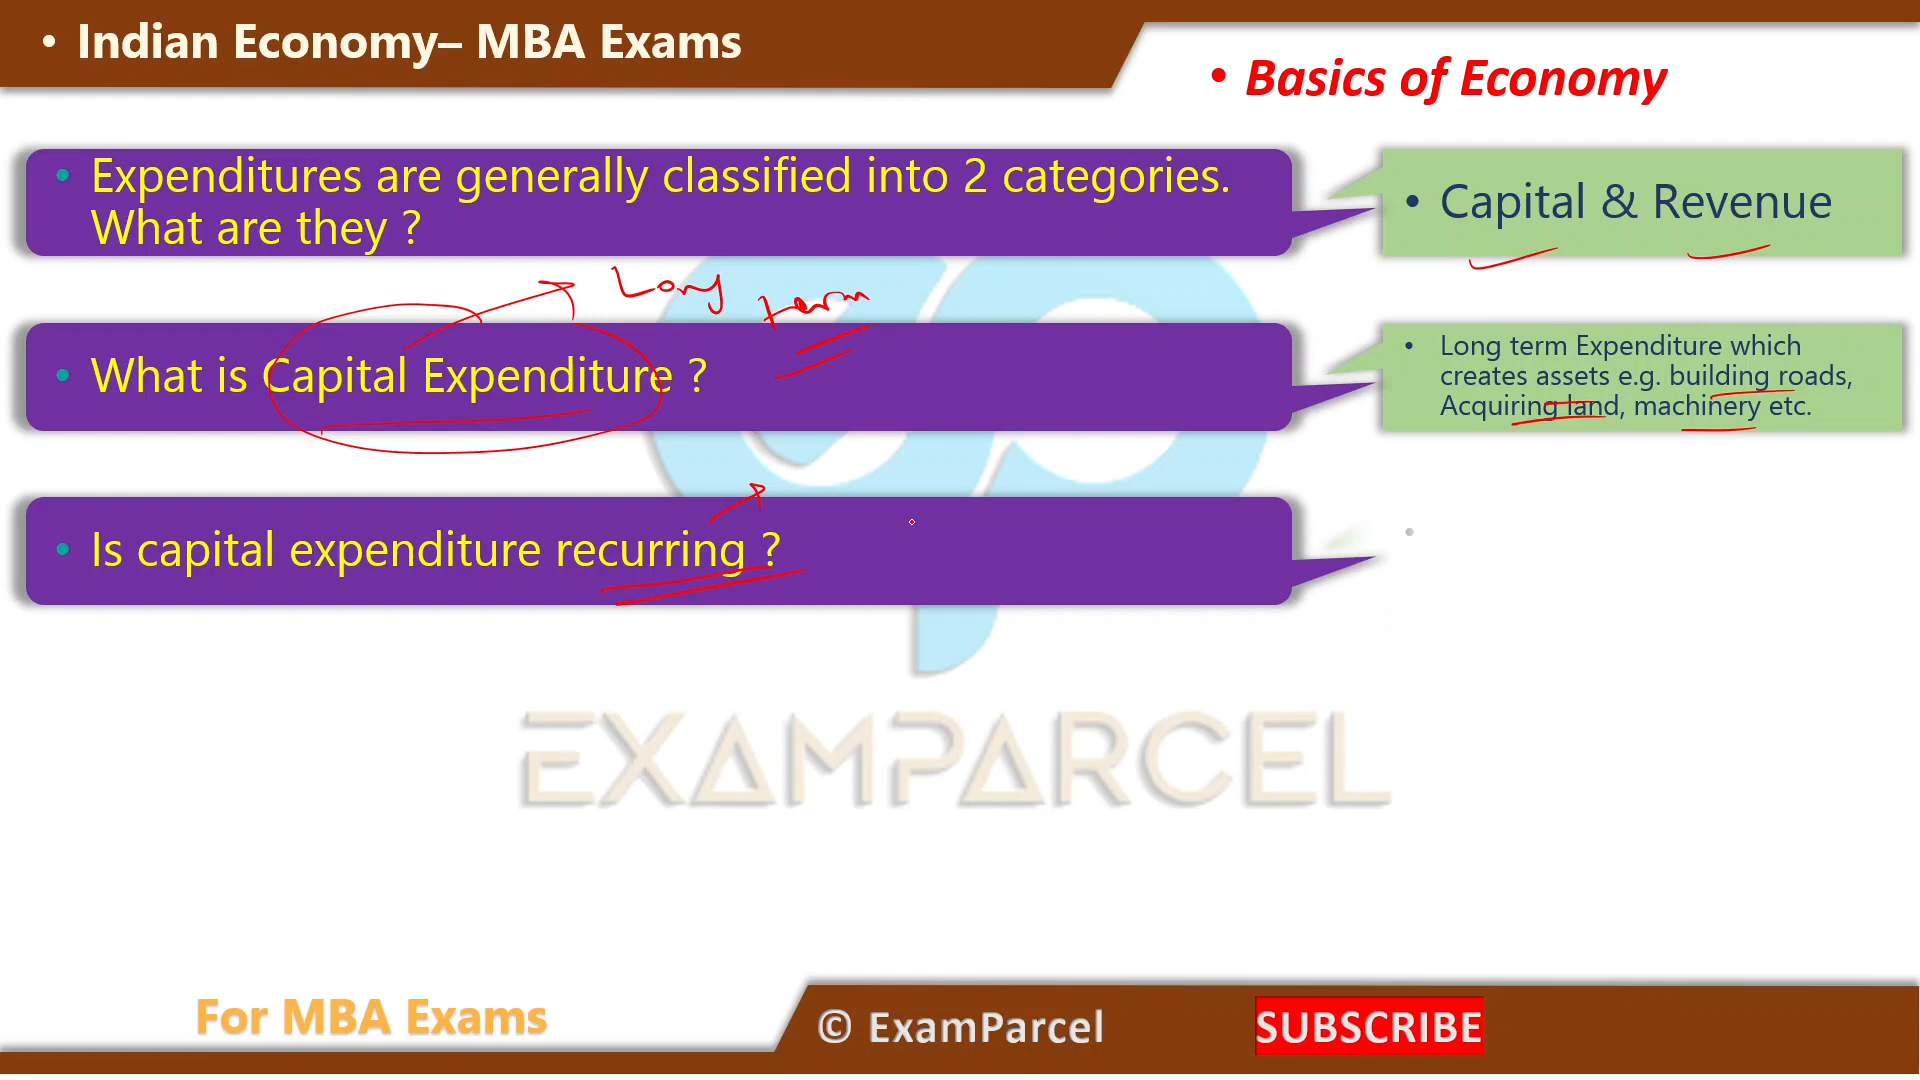 • Indian Economy– MBA Exams
• Basics of Economy
• Expenditures are generally classified into 2 categories.
What are they ?
• Capital & Revenue
Long term
• What is Capital Expenditure ?
• Long term Expenditure which
creates assets e.g. building roads,
Acquiring land, machinery etc.
• Is capital expenditure recurring ?
EXAMPARCEL
For MBA Exams
© ExamParcel
SUBSCRIBE